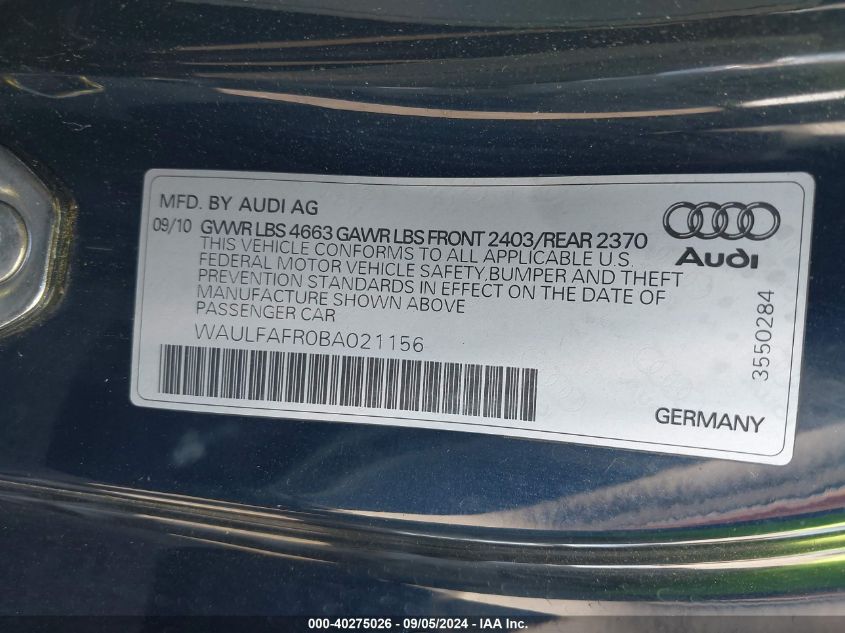 MFD. BY AUDI AG
09/10 GVWR LBS 4663 GAWR LBS FRONT 2403/REAR 2370
THIS VEHICLE CONFORMS TO ALL APPLICABLE U.S.
FEDERAL MOTOR VEHICLE SAFETY,BUMPER AND THEFT
PREVENTION STANDARDS IN EFFECT ON THE DATE OF
MANUFACTURE SHOWN ABOVE
PASSENGER CAR
WAULFAFR0BA021156
Audi
3550284
GERMANY
000-40275026 - 09/05/2024 - IAAI Inc.